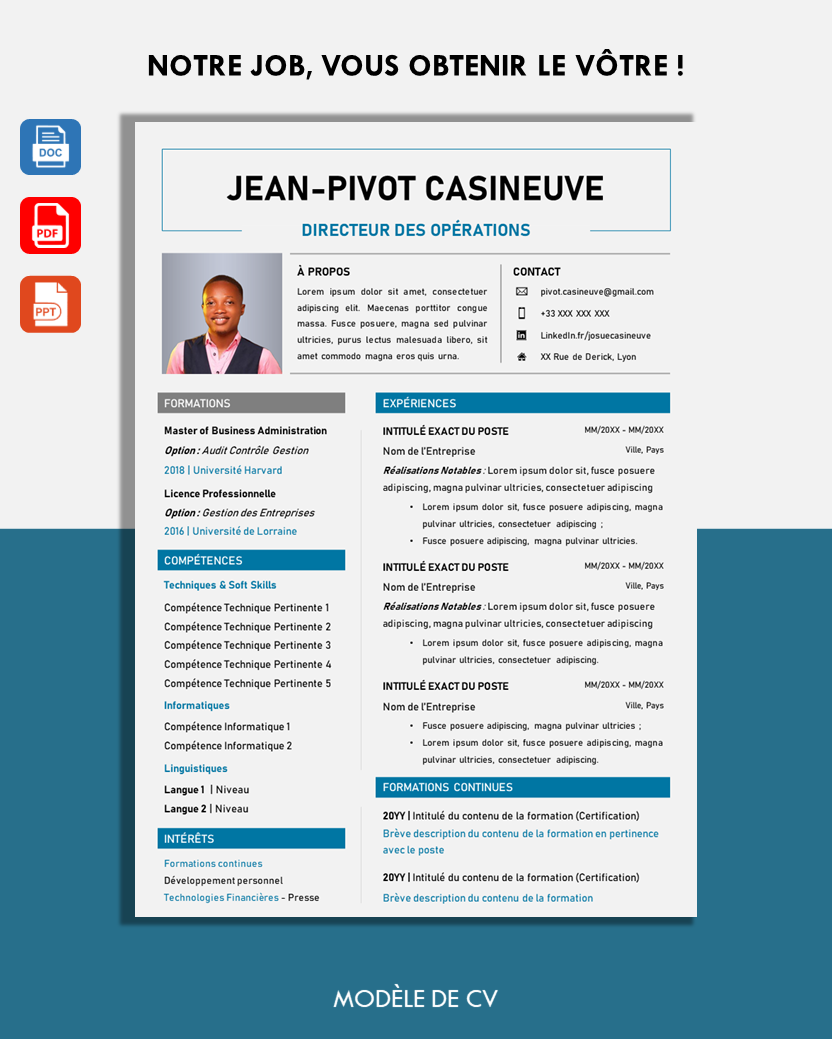 NOTRE JOB, VOUS OBTENIR LE VÔTRE !
DOC
PDF
PPT
JEAN-PIVOT CASINEUVE
DIRECTEUR DES OPÉRATIONS
À PROPOS
Lorem ipsum dolor sit amet, consectetuer
adipiscing elit. Maecenas porttitor congue
massa. Fusce posuere, magna sed pulvinar
ultricies, purus lectus malesuada libero, sit
amet commodo magna eros quis urna.
CONTACT
pivot.casineuve@gmail.com
+33 XXX XXX XXX
in
LinkedIn.fr/josuecasineuve
XX Rue de Derick, Lyon
FORMATIONS
Master of Business Administration
Option : Audit Contrôle Gestion
2018 | Université Harvard
Licence Professionnelle
Option : Gestion des Entreprises
2016 | Université de Lorraine
COMPÉTENCES
Techniques & Soft Skills
Compétence Technique Pertinente 1
Compétence Technique Pertinente 2
Compétence Technique Pertinente 3
Compétence Technique Pertinente 4
Compétence Technique Pertinente 5
Informatiques
Compétence Informatique 1
Compétence Informatique 2
Linguistiques
Langue 1 | Niveau
Langue 2 | Niveau
INTÉRÊTS
Formations continues
Développement personnel
Technologies Financières - Presse
EXPÉRIENCES
INTITULÉ EXACT DU POSTE MM/20XX - MM/20XX
Nom de l'Entreprise Ville, Pays
Réalisations Notables : Lorem ipsum dolor sit, fusce posuere
adipiscing, magna pulvinar ultricies, consectetuer adipiscing
• Lorem ipsum dolor sit, fusce posuere adipiscing, magna
pulvinar ultricies, consectetuer adipiscing ;
• Fusce posuere adipiscing, magna pulvinar ultricies.
INTITULÉ EXACT DU POSTE MM/20XX - MM/20XX
Nom de l'Entreprise Ville, Pays
Réalisations Notables : Lorem ipsum dolor sit, fusce posuere
adipiscing, magna pulvinar ultricies, consectetuer adipiscing
• Lorem ipsum dolor sit, fusce posuere adipiscing, magna
pulvinar ultricies, consectetuer adipiscing.
INTITULÉ EXACT DU POSTE MM/20XX - MM/20XX
Nom de l'Entreprise Ville, Pays
• Fusce posuere adipiscing, magna pulvinar ultricies ;
• Lorem ipsum dolor sit, fusce posuere adipiscing, magna
pulvinar ultricies, consectetuer adipiscing.
FORMATIONS CONTINUES
20YY | Intitulé du contenu de la formation (Certification)
Brève description du contenu de la formation en pertinence
avec le poste
20YY | Intitulé du contenu de la formation (Certification)
Brève description du contenu de la formation
MODÈLE DE CV